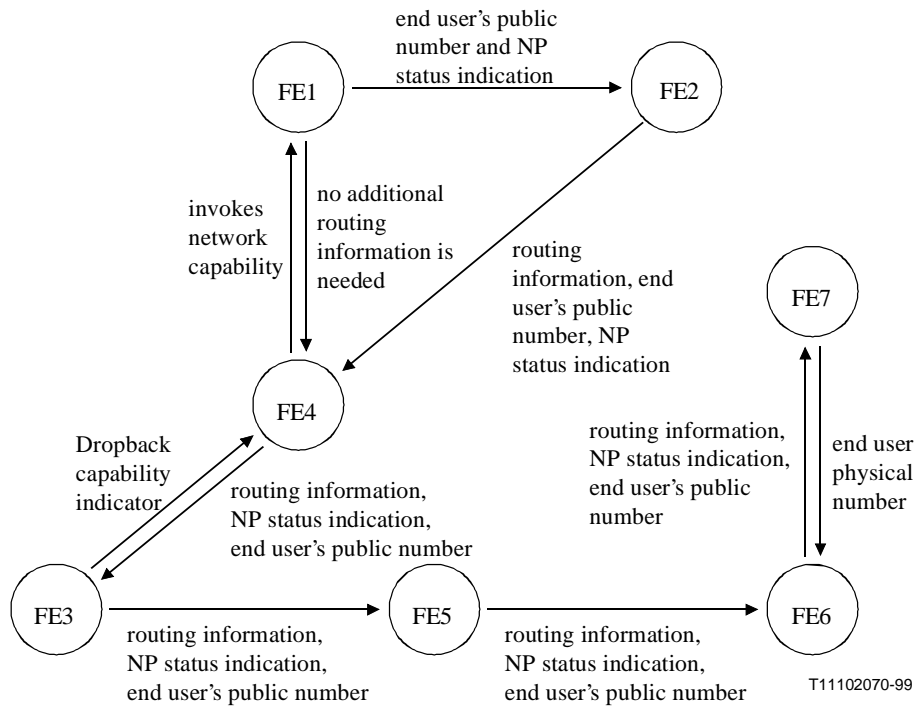 end user's public
number and NP
status indication
FE1
FE2
invokes
network
capability
no additional
routing
information is
needed
routing
information, end
user's public
number, NP
status indication
FE7
FE4
Dropback
capability
indicator
routing information,
NP status indication,
end user's public number
routing information,
NP status indication,
end user's public
number
end user
physical
number
FE3
FE5
FE6
routing information,
NP status indication,
end user's public number
routing information,
NP status indication,
end user's public number
T11102070-99